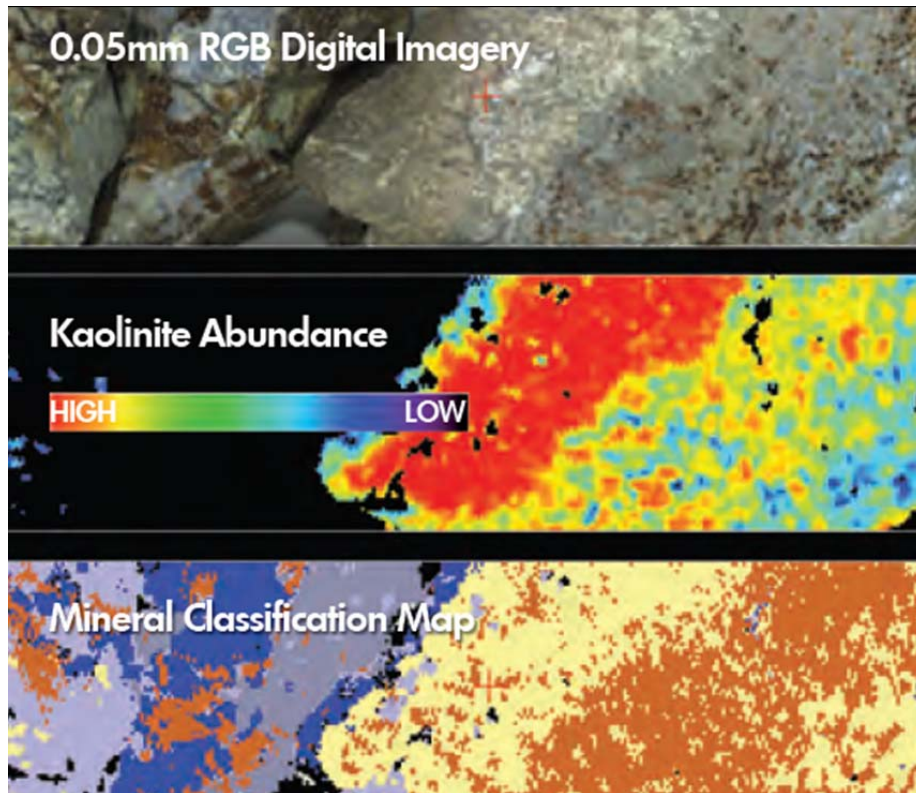 0.05mm RGB Digital Imagery
Kaolinite Abundance
HIGH LOW
Mineral Classification Map